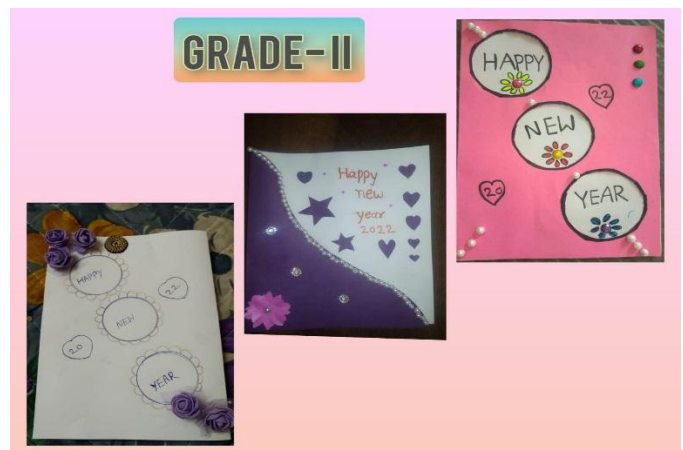 GRADE-II
HAPPY
22
NEW
20
YEAR
Happy
new
year
2022
HAPPY
22
NEW
20
YEAR